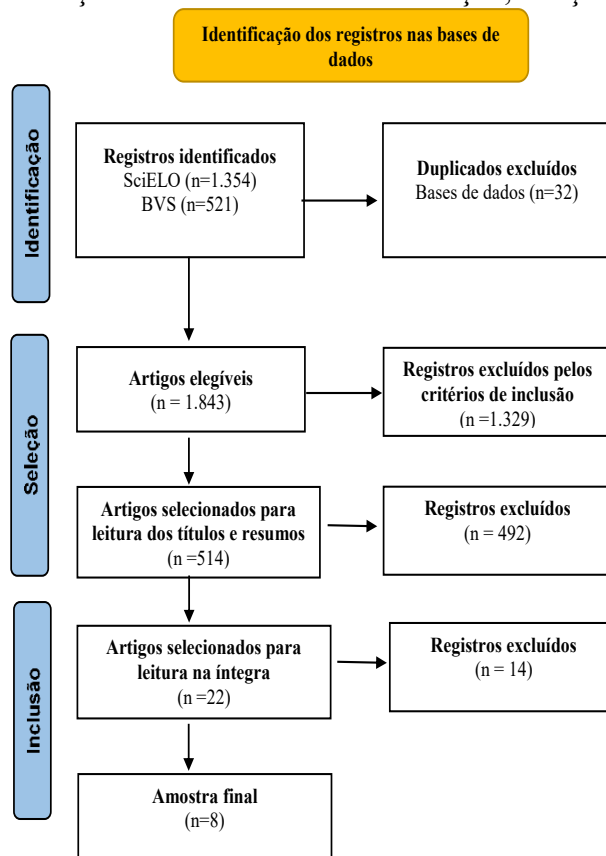 Identificação dos registros nas bases de
dados
Identificação
Registros identificados
SciELO (n=1.354)
BVS (n=521)
Duplicados excluídos
Bases de dados (n=32)
Seleção
Artigos elegíveis
(n = 1.843)
Registros excluídos pelos
critérios de inclusão
(n =1.329)
Artigos selecionados para
leitura dos títulos e resumos
(n =514)
Registros excluídos
(n = 492)
Inclusão
Artigos selecionados para
leitura na íntegra
(n =22)
Registros excluídos
(n = 14)
Amostra final
(n=8)